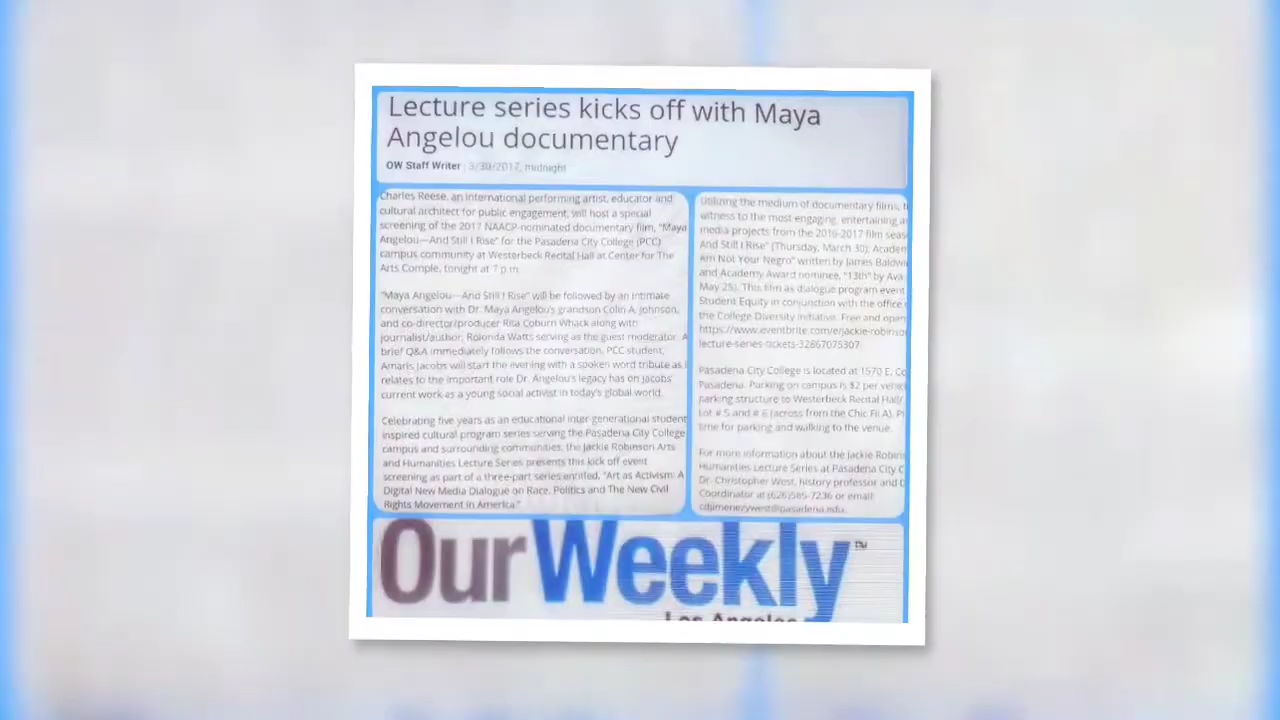 Lecture series kicks off with Maya
Angelou documentary
OW Staff Writer | 3/30/2017, midnight
Charles Reese, an international performing artist, educator and
cultural architect for public engagement, will host a special
screening of the 2017 NAACP-nominated documentary film, "Maya
Angelou—And Still I Rise" for the Pasadena City College (PCC)
campus community at Westerbeck Recital Hall at Center for The
Arts Comple, tonight at 7 p.m.
"Maya Angelou—And Still I Rise" will be followed by an intimate
conversation with Dr. Maya Angelou's grandson Colin A. Johnson,
and co-director/producer Rita Coburn Whack along with
journalist/author, Rolonda Watts serving as the guest moderator. A
brief Q&A immediately follows the conversation. PCC student,
Amaris Jacobs will start the evening with a spoken word tribute as
relates to the important role Dr. Angelou's legacy has on Jacobs'
current work as a young social activist in today's global world.
Celebrating five years as an educational inter-generational student
inspired cultural program series serving the Pasadena City College
campus and surrounding communities, the Jackie Robinson Arts
and Humanities Lecture Series presents this kick off event
screening as part of a three-part series entitled, "Art as Activism: A
Digital New Media Dialogue on Race, Politics and The New Civil
Rights Movement in America."
Utilizing the medium of documentary films,
witness to the most engaging, entertaining
media projects from the 2016-2017 film
And Still I Rise" (Thursday, March 30);
Am Not Your Negro" written by James
and Academy Award nominee, "13th" by Ava
May 25). This film as dialogue program event
Student Equity in conjunction with the office
the College Diversity Initiative. Free and open
https://www.eventbrite.com/e/jackie-robinso
lecture-series-tickets-32867075307.
Pasadena City College is located at 1570 E.
Pasadena. Parking on campus is $2 per
parking structure to Westerbeck Recital Hall/
Lot # 5 and # 6 (across from the Chic Fil A).
time for parking and walking to the venue.
For more information about the Jackie
Humanities Lecture Series at Pasadena City
Dr. Christopher West, history professor and
Coordinator at (626)585-7236 or email:
cdjimenezwest@pasadena.edu.
OurWeekly™
Los Angeles